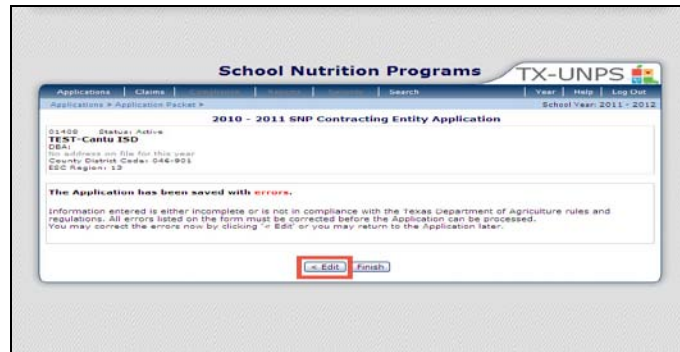 School Nutrition Programs
TX-UNPS
Applications | Claims | Compliance | Reports | Security | Search
Year | Help | Log Out
Applications > Application Packet >
School Year: 2011 - 2012
2010 - 2011 SNP Contracting Entity Application
01408 Status: Active
TEST-Cantu ISD
DBA:
No address on file for this year
County District Code: 046-901
ESC Region: 13
The Application has been saved with errors.
Information entered is either incomplete or is not in compliance with the Texas Department of Agriculture rules and
regulations. All errors listed on the form must be corrected before the Application can be processed.
You may correct the errors now by clicking '< Edit' or you may return to the Application later.
< Edit
Finish